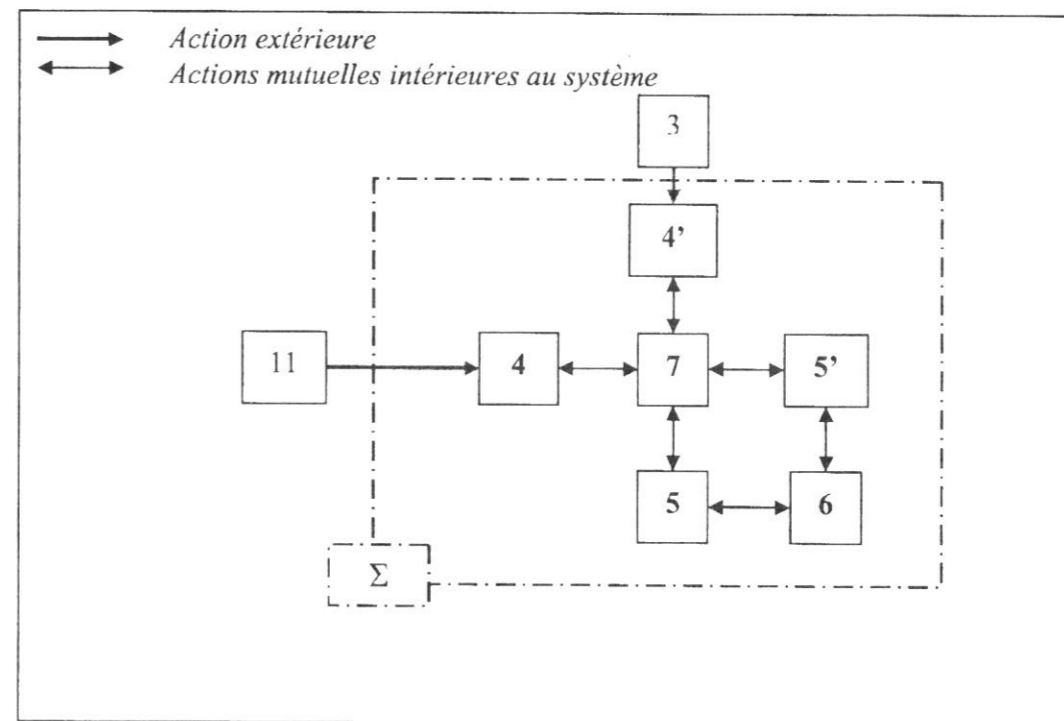 Action extérieure
Actions mutuelles intérieures au système
3
4’
11
4
7
5’
5
6
Σ